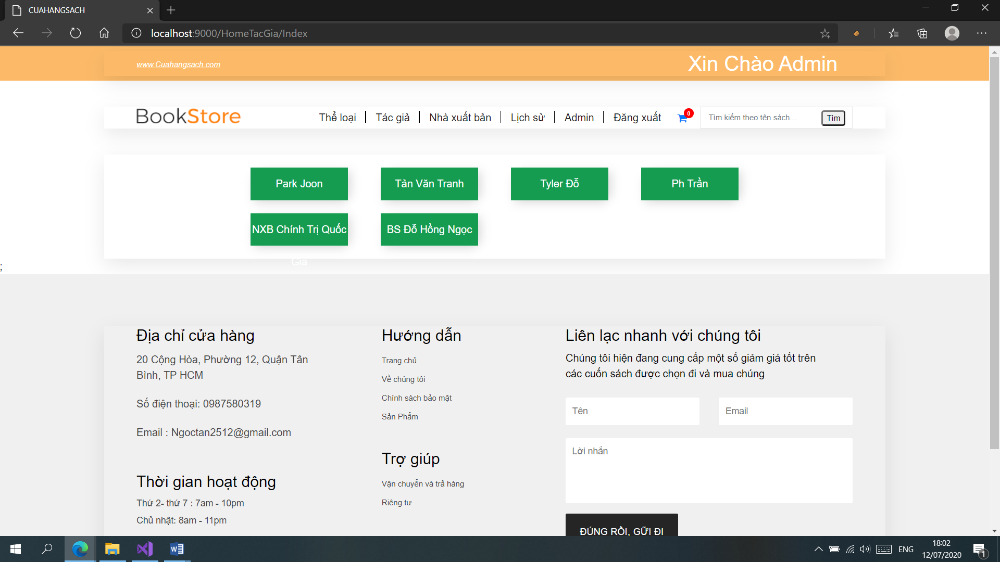 CUAHANGSACH
localhost:9000/HomeTacGia/Index
www.Cuahangsach.com
Xin Chào Admin
BookStore
Thể loại
Tác giả
Nhà xuất bản
Lịch sử
Admin
Đăng xuất
0
Tìm kiếm theo tên sách...
Tìm
Park Joon
Tản Văn Tranh
Tyler Đỗ
Ph Trần
NXB Chính Trị Quốc
Gia
BS Đỗ Hồng Ngọc
;
Địa chỉ cửa hàng
20 Cộng Hòa, Phường 12, Quận Tân
Bình, TP HCM
Số điện thoại: 0987580319
Email : Ngoctan2512@gmail.com
Thời gian hoạt động
Thứ 2- thứ 7 : 7am - 10pm
Chủ nhật: 8am - 11pm
Hướng dẫn
Trang chủ
Về chúng tôi
Chính sách bảo mật
Sản Phẩm
Trợ giúp
Vận chuyển và trả hàng
Riêng tư
Liên lạc nhanh với chúng tôi
Chúng tôi hiện đang cung cấp một số giảm giá tốt trên
các cuốn sách được chọn đi và mua chúng
Tên
Email
Lời nhắn
ĐÚNG RỒI, GỬI ĐI
ENG
18:02
12/07/2020
1